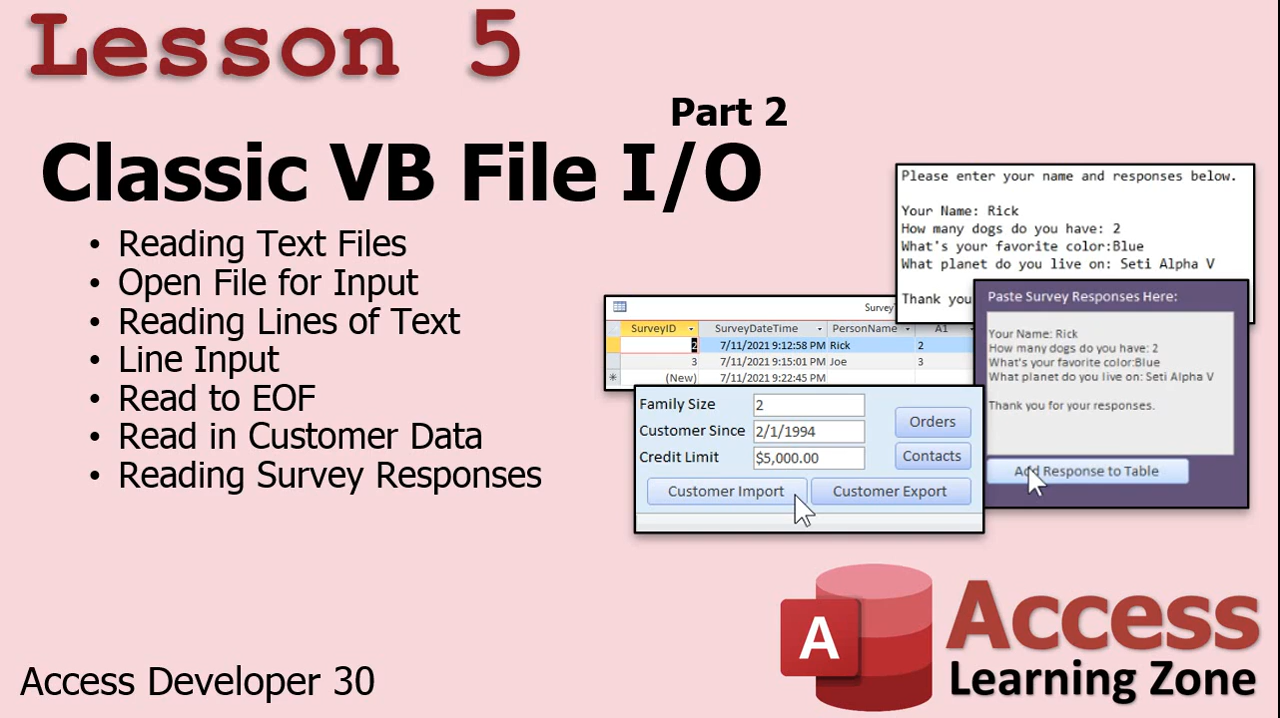 Lesson 5
Part 2
Classic VB File I/O
• Reading Text Files
• Open File for Input
• Reading Lines of Text
• Line Input
• Read to EOF
• Read in Customer Data
• Reading Survey Responses
Please enter your name and responses below.
Your Name: Rick
How many dogs do you have: 2
What's your favorite color:Blue
What planet do you live on: Seti Alpha V
Thank you
Survey
SurveyID SurveyDateTime PersonName A1
2 7/11/2021 9:12:58 PM Rick 2
3 7/11/2021 9:15:01 PM Joe 3
(New) 7/11/2021 9:22:45 PM
Paste Survey Responses Here:
Your Name: Rick
How many dogs do you have: 2
What's your favorite color:Blue
What planet do you live on: Seti Alpha V
Thank you for your responses.
Add Response to Table
Family Size 2
Customer Since 2/1/1994
Credit Limit $5,000.00
Orders
Contacts
Customer Import Customer Export
A
Access
Learning Zone
Access Developer 30